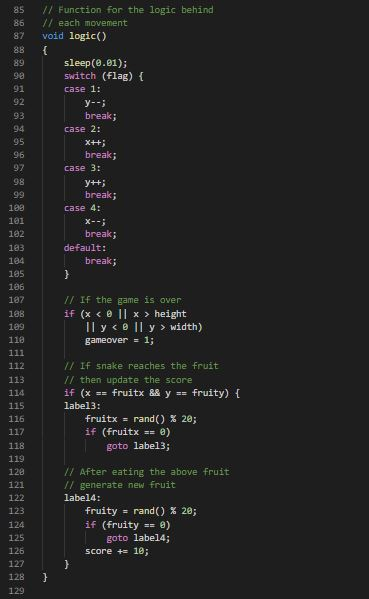 85 // Function for the logic behind
86 // each movement
87 void logic()
88 {
89     sleep(0.01);
90     switch (flag) {
91     case 1:
92         y--;
93         break;
94     case 2:
95         x++;
96         break;
97     case 3:
98         y++;
99         break;
100     case 4:
101         x--;
102         break;
103     default:
104         break;
105     }
106
107     // If the game is over
108     if (x < 0 || x > height
109         || y < 0 || y > width)
110         gameover = 1;
111
112     // If snake reaches the fruit
113     // then update the score
114     if (x == fruitx && y == fruity) {
115     label3:
116         fruitx = rand() % 20;
117         if (fruitx == 0)
118             goto label3;
119
120     // After eating the above fruit
121     // generate new fruit
122     label4:
123         fruity = rand() % 20;
124         if (fruity == 0)
125             goto label4;
126         score += 10;
127     }
128 }
129